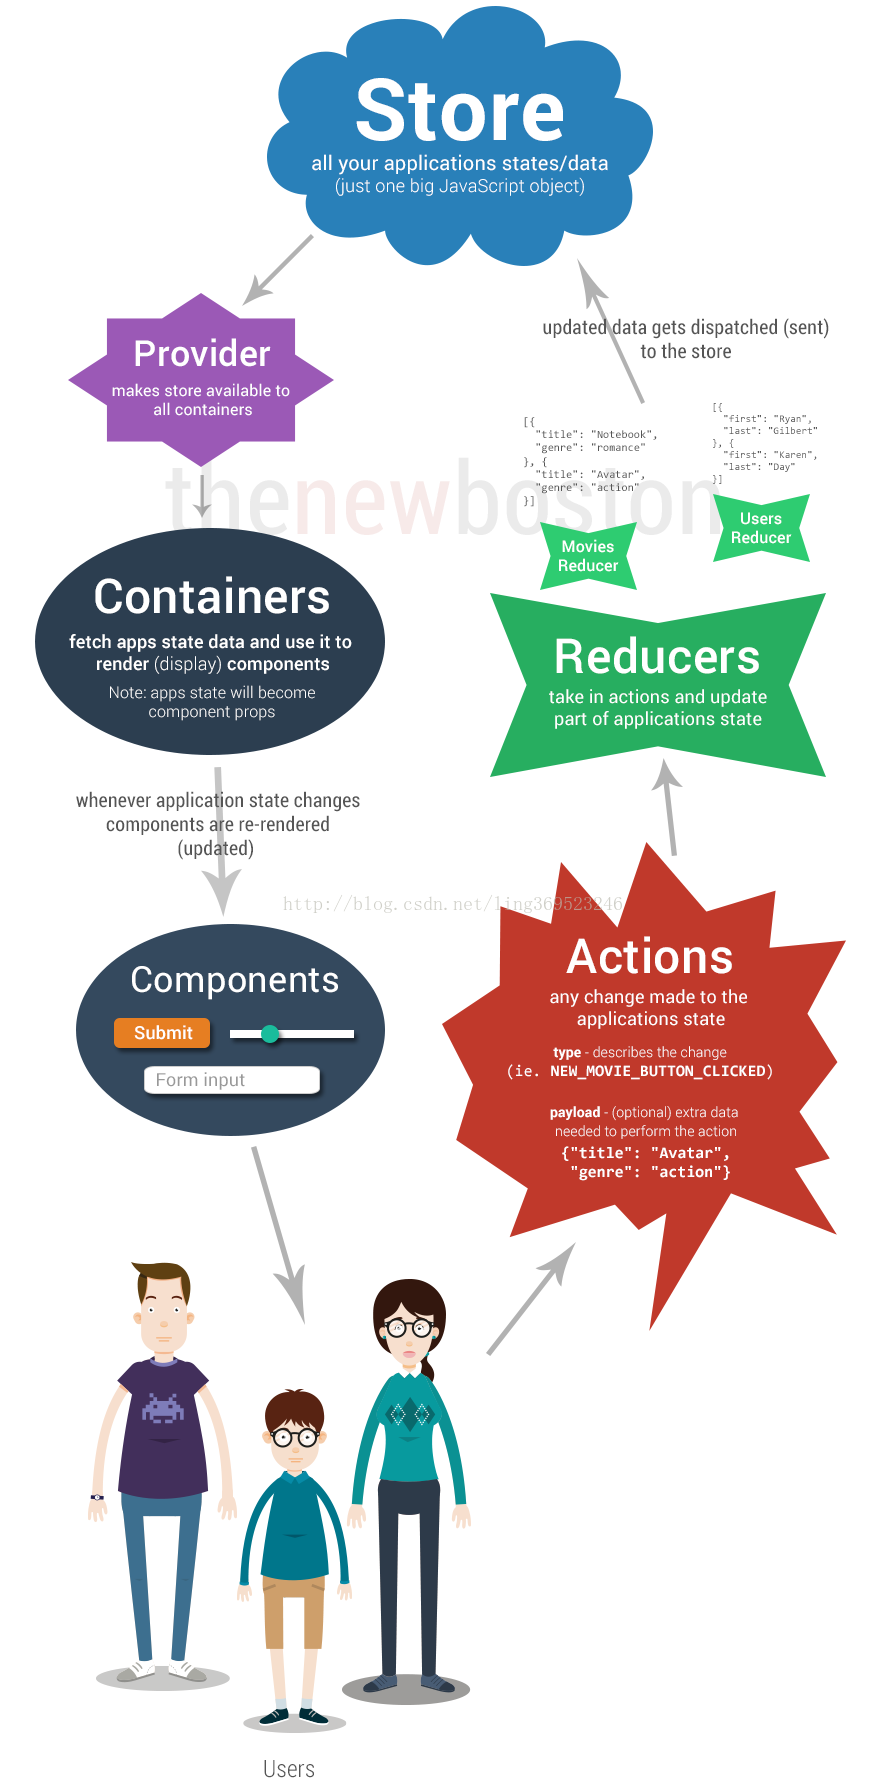 Store
all your applications states/data
(just one big JavaScript object)
Provider
makes store available to
all containers
updated data gets dispatched (sent)
to the store
[{
"title": "Notebook",
"genre": "romance"
}, {
"title": "Avatar",
"genre": "action"
}]
[{
"first": "Ryan",
"last": "Gilbert"
}, {
"first": "Karen",
"last": "Day"
}]
thenewboston
Movies
Reducer
Users
Reducer
Containers
fetch apps state data and use it to
render (display) components
Note: apps state will become
component props
Reducers
take in actions and update
part of applications state
whenever application state changes
components are re-rendered
(updated)
http://blog.csdn.net/ling369523246
Components
Submit
Form input
Actions
any change made to the
applications state
type - describes the change
(ie. NEW_MOVIE_BUTTON_CLICKED)
payload - (optional) extra data
needed to perform the action
{"title": "Avatar",
"genre": "action"}
Users